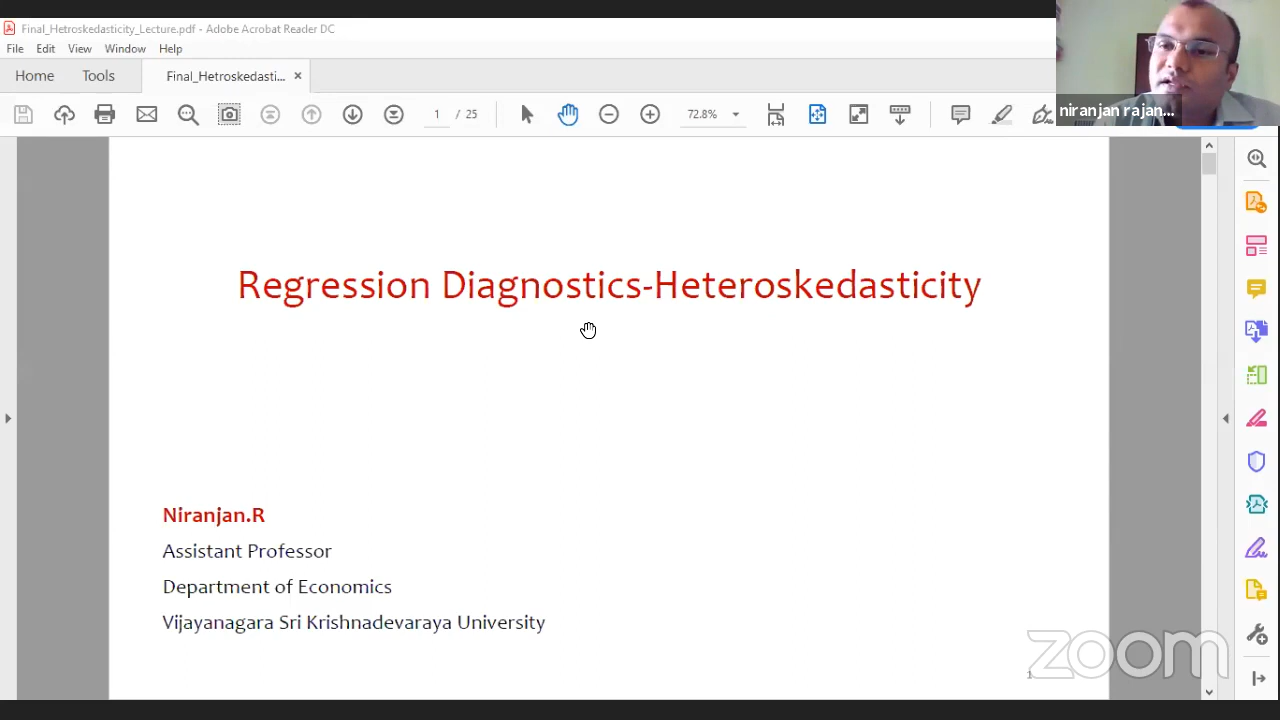 Final_Hetroskedasticity_Lecture.pdf - Adobe Acrobat Reader DC
File Edit View Window Help
Home Tools Final_Hetroskedasti... ×
1 / 25 72.8%
niranjan rajan...
Regression Diagnostics-Heteroskedasticity
Niranjan.R
Assistant Professor
Department of Economics
Vijayanagara Sri Krishnadevaraya University
zoom
1